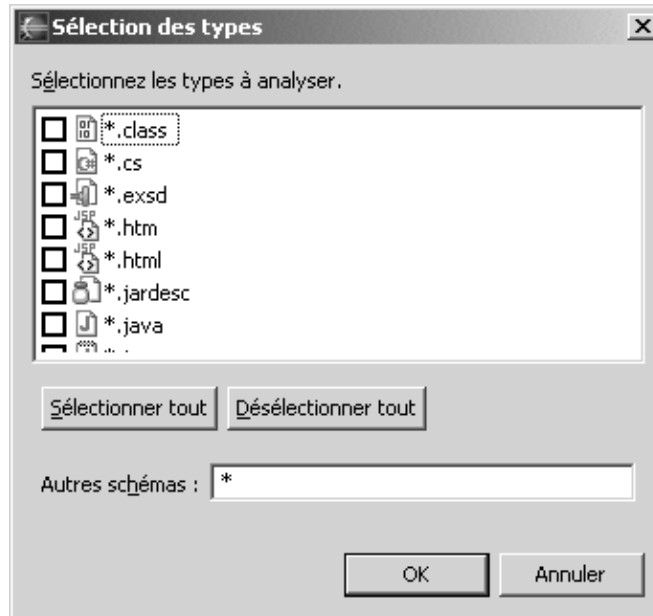 Sélection des types
Sélectionnez les types à analyser.
*.class
*.cs
*.exsd
*.htm
*.html
*.jardesc
*.java
Sélectionner tout Désélectionner tout
Autres schémas : *
OK Annuler